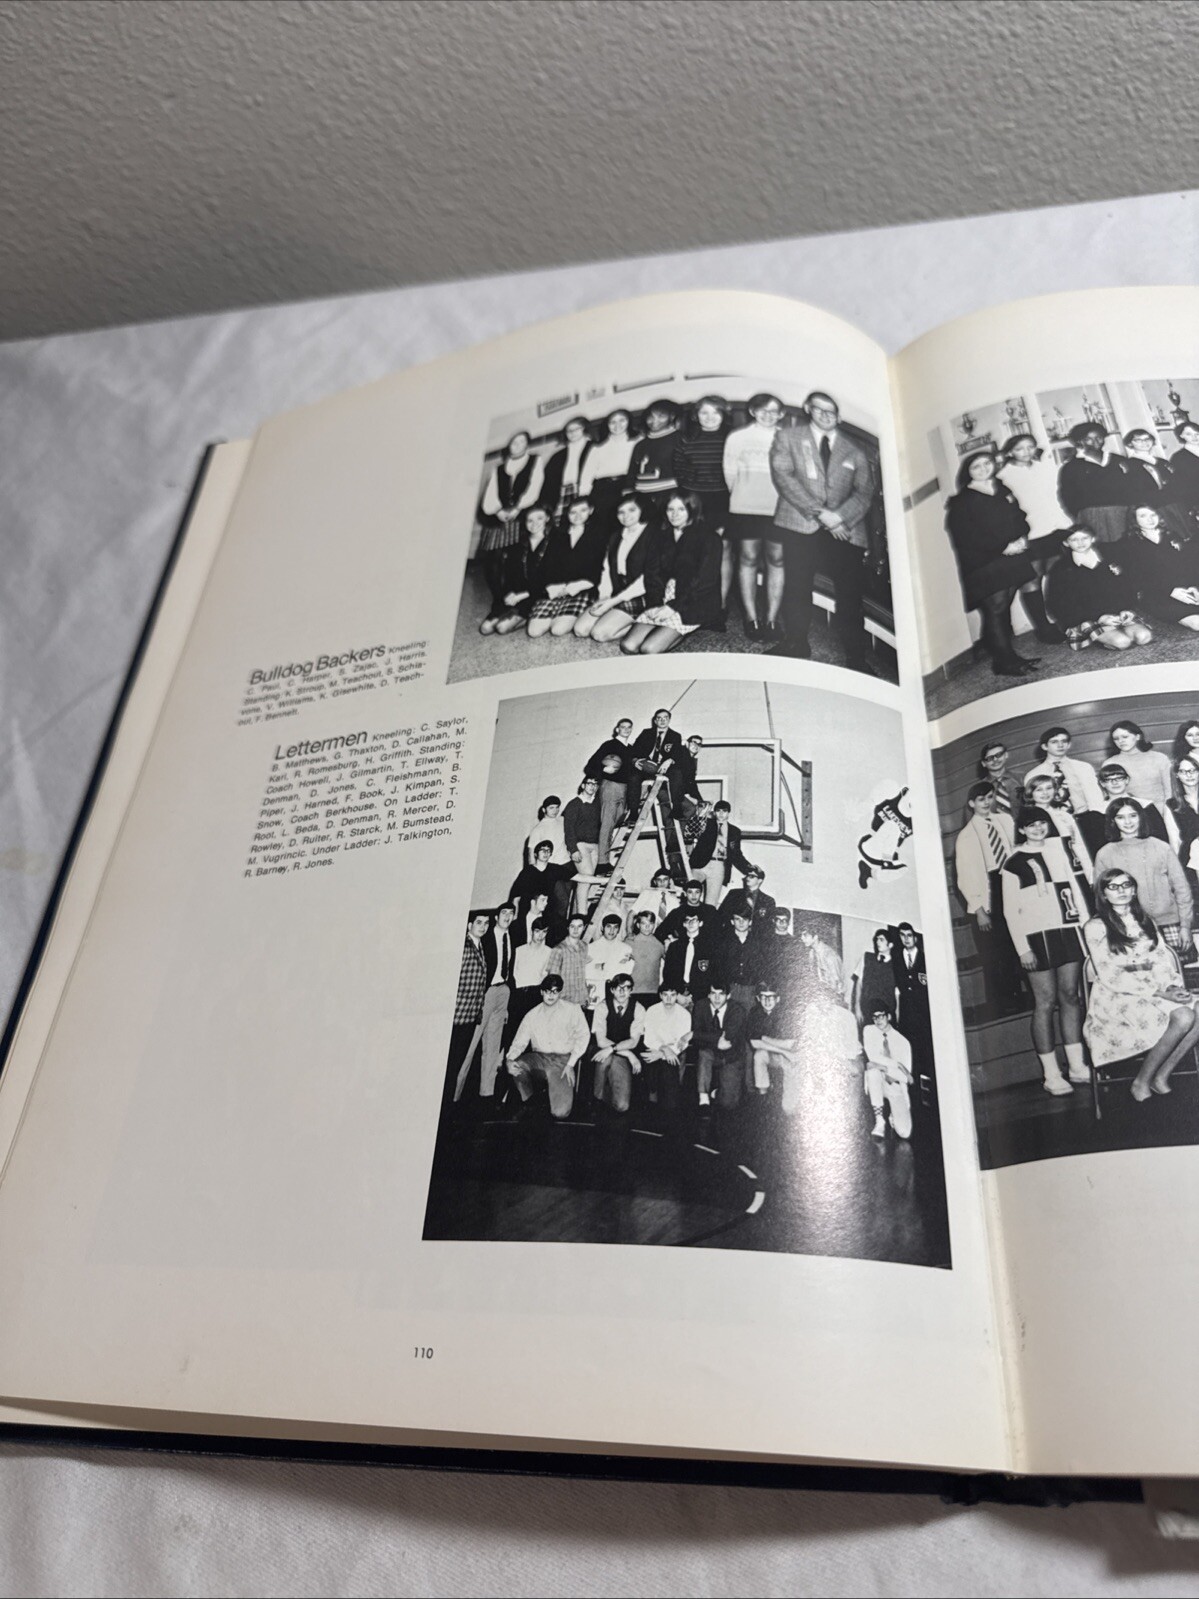 Bulldog Backers Kneeling:
C. Paul, C. Harper, S. Zajac, J. Harris.
Standing: K. Stroup, M. Teachout, S. Schia-
vone, V. Williams, K. Gisewhite, D. Teach-
out, F. Bennett.
Lettermen Kneeling: C. Saylor,
B. Matthews, G. Thaxton, D. Callahan, M.
Karl, R. Romesburg, H. Griffith. Standing:
Coach Howell, J. Gilmartin, T. Ellway, T.
Denman, D. Jones, C. Fleishmann, B.
Piper, J. Harned, F. Book, J. Kimpan, S.
Snow, Coach Berkhouse. On Ladder: T.
Root, L. Beda, D. Denman, R. Mercer, D.
Rowley, D. Ruiter, R. Starck, M. Bumstead,
M. Vugrincic. Under Ladder: J. Talkington,
R. Barney, R. Jones.
110